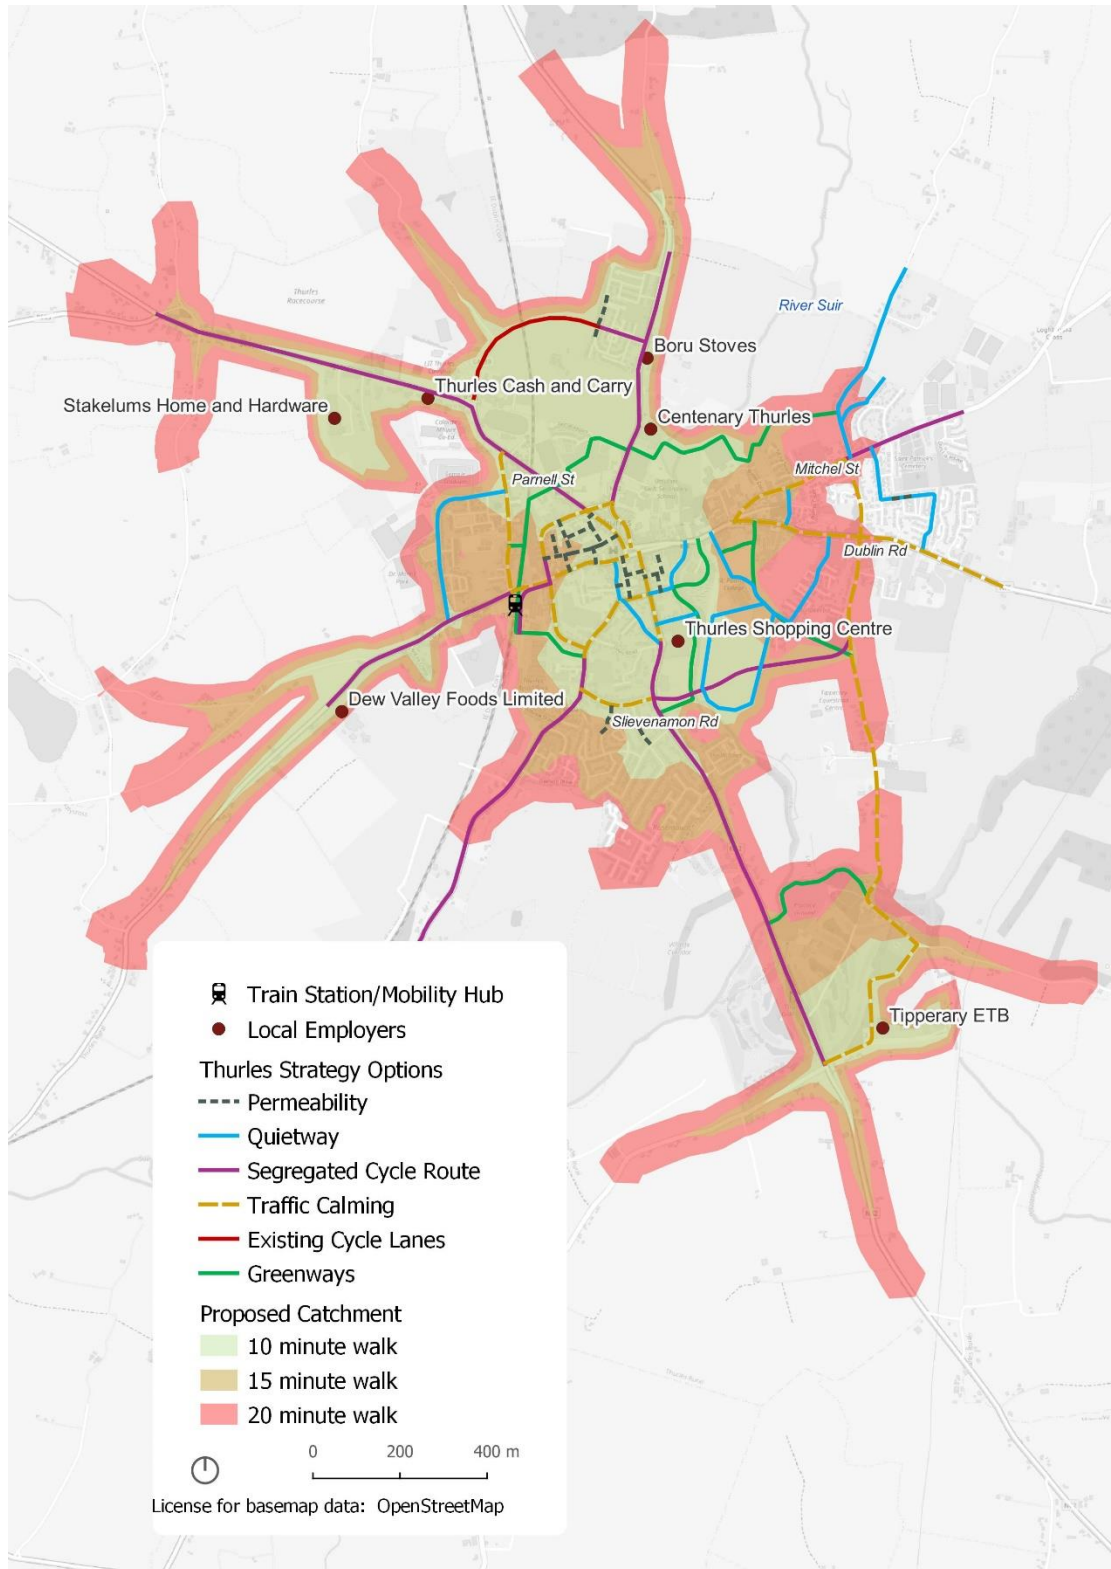 Thurles
Racecourse
River Suir
Boru Stoves
Thurles Cash and Carry
Stakelums Home and Hardware
Centenary Thurles
Mitchel St
Parnell St
Dublin Rd
Thurles Shopping Centre
Dew Valley Foods Limited
Slievenamon Rd
Tipperary ETB
Train Station/Mobility Hub
Local Employers
Thurles Strategy Options
Permeability
Quietway
Segregated Cycle Route
Traffic Calming
Existing Cycle Lanes
Greenways
Proposed Catchment
10 minute walk
15 minute walk
20 minute walk
0 200 400 m
License for basemap data: OpenStreetMap